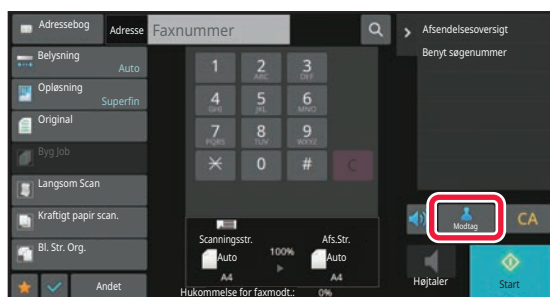 Adressebog
Adresse
Faxnummer
Afsendelsesoversigt
Benyt søgenummer
Belysning
Auto
Opløsning
Superfin
Original
Byg Job
Langsom Scan
Kraftigt papir scan.
Bl. Str. Org.
Andet
1
2
ABC
3
DEF
4
GHI
5
JKL
6
MNO
7
PQRS
8
TUV
9
WXYZ
0
#
C
Scanningsstr.
Auto
A4
100%
Afs.Str.
Auto
A4
Hukommelse for faxmodt.: 0%
Modtag
CA
Højtaler
Start